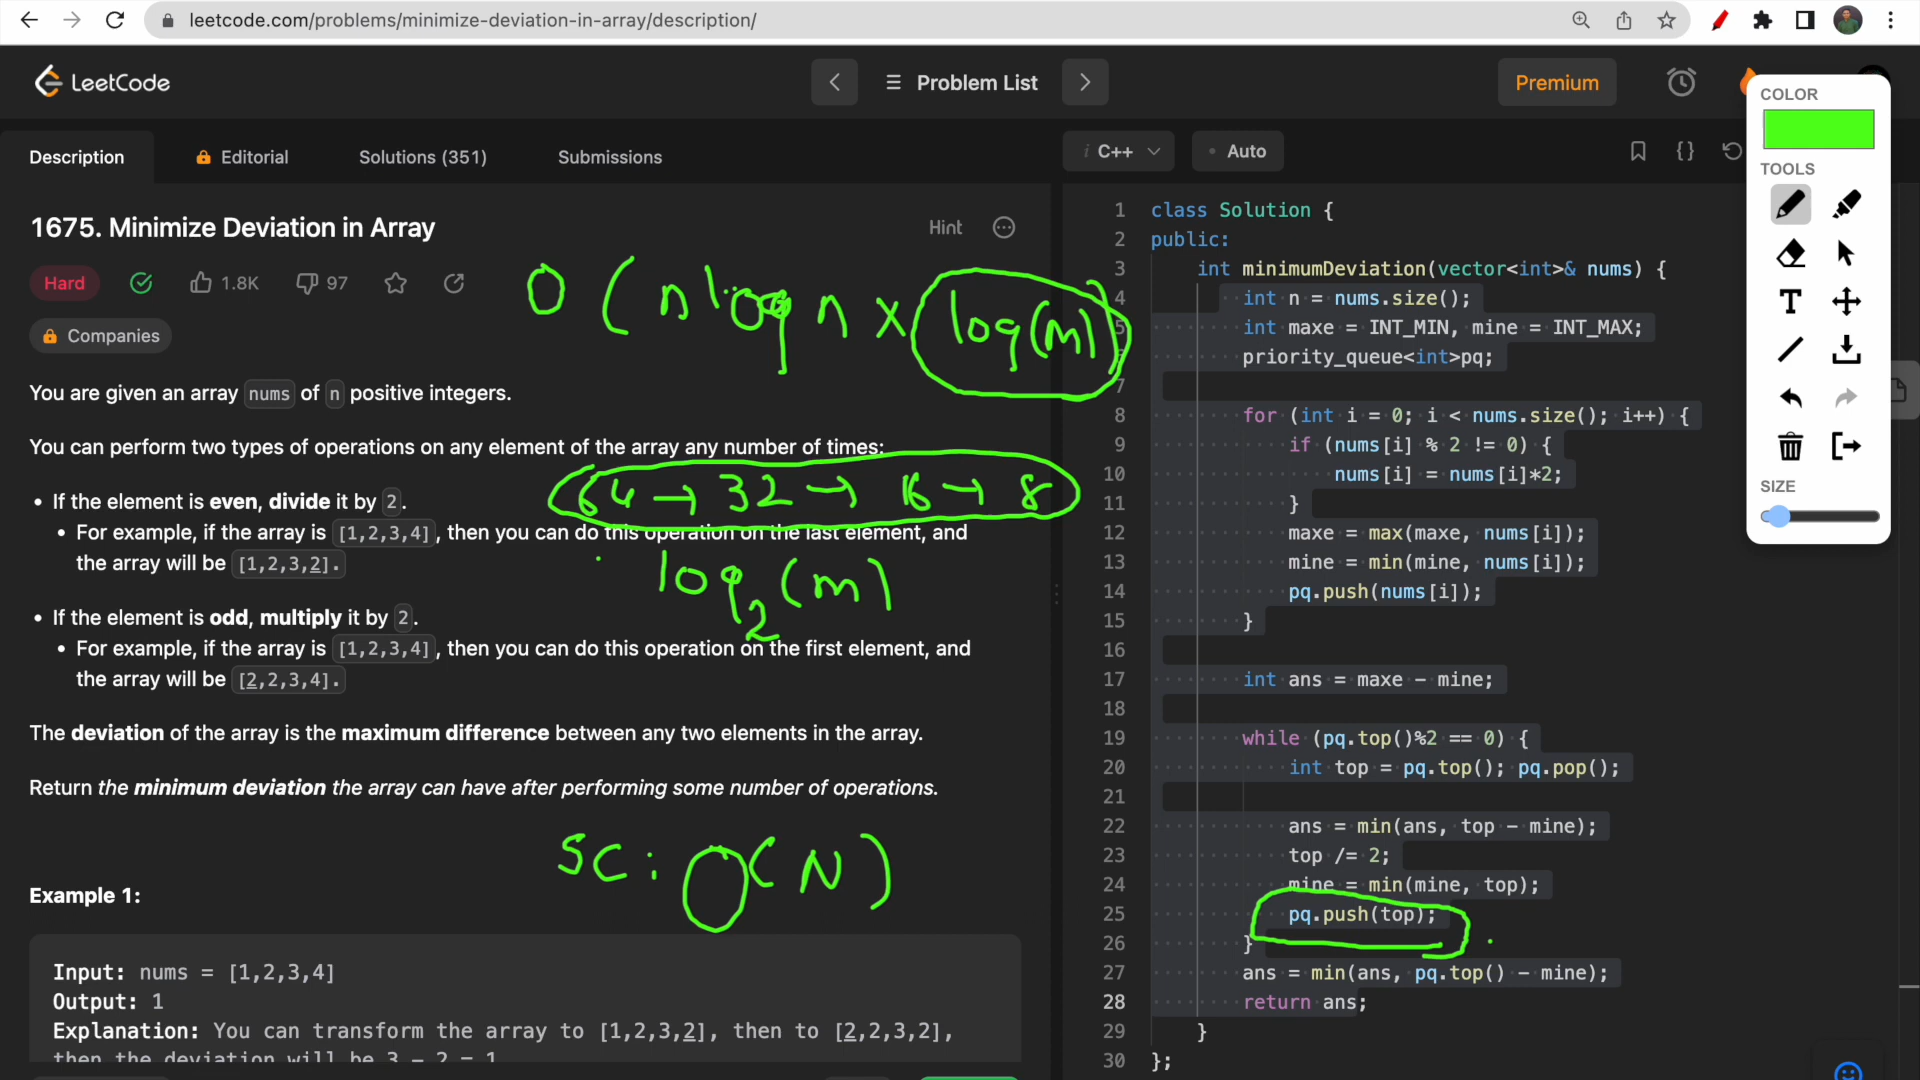 leetcode.com/problems/minimize-deviation-in-array/description/
LeetCode
Problem List
Premium
Description
Editorial
Solutions (351)
Submissions
1675. Minimize Deviation in Array
Hint
Hard
1.8K
97
Companies
You are given an array nums of n positive integers.
You can perform two types of operations on any element of the array any number of times:
• If the element is even, divide it by 2.
• For example, if the array is [1,2,3,4], then you can do this operation on the last element, and
the array will be [1,2,3,2].
• If the element is odd, multiply it by 2.
• For example, if the array is [1,2,3,4], then you can do this operation on the first element, and
the array will be [2,2,3,4].
The deviation of the array is the maximum difference between any two elements in the array.
Return the minimum deviation the array can have after performing some number of operations.
Example 1:
Input: nums = [1,2,3,4]
Output: 1
Explanation: You can transform the array to [1,2,3,2], then to [2,2,3,2],
then the deviation will be 3 - 2 = 1
O(n log n x log(m))
64 → 32 → 16 → 8
log2(m)
SC: O(N)
i C++
Auto
1 class Solution {
2 public:
3 int minimumDeviation(vector<int>& nums) {
4 int n = nums.size();
5 int maxe = INT_MIN, mine = INT_MAX;
priority_queue<int>pq;
7
8 for (int i = 0; i < nums.size(); i++) {
9 if (nums[i] % 2 != 0) {
10 nums[i] = nums[i]*2;
11 }
12 maxe = max(maxe, nums[i]);
13 mine = min(mine, nums[i]);
14 pq.push(nums[i]);
15 }
16
17 int ans = maxe - mine;
18
19 while (pq.top()%2 == 0) {
20 int top = pq.top(); pq.pop();
21
22 ans = min(ans, top - mine);
23 top /= 2;
24 mine = min(mine, top);
25 pq.push(top);
26 }
27 ans = min(ans, pq.top() - mine);
28 return ans;
29 }
30 };
COLOR
TOOLS
T
SIZE